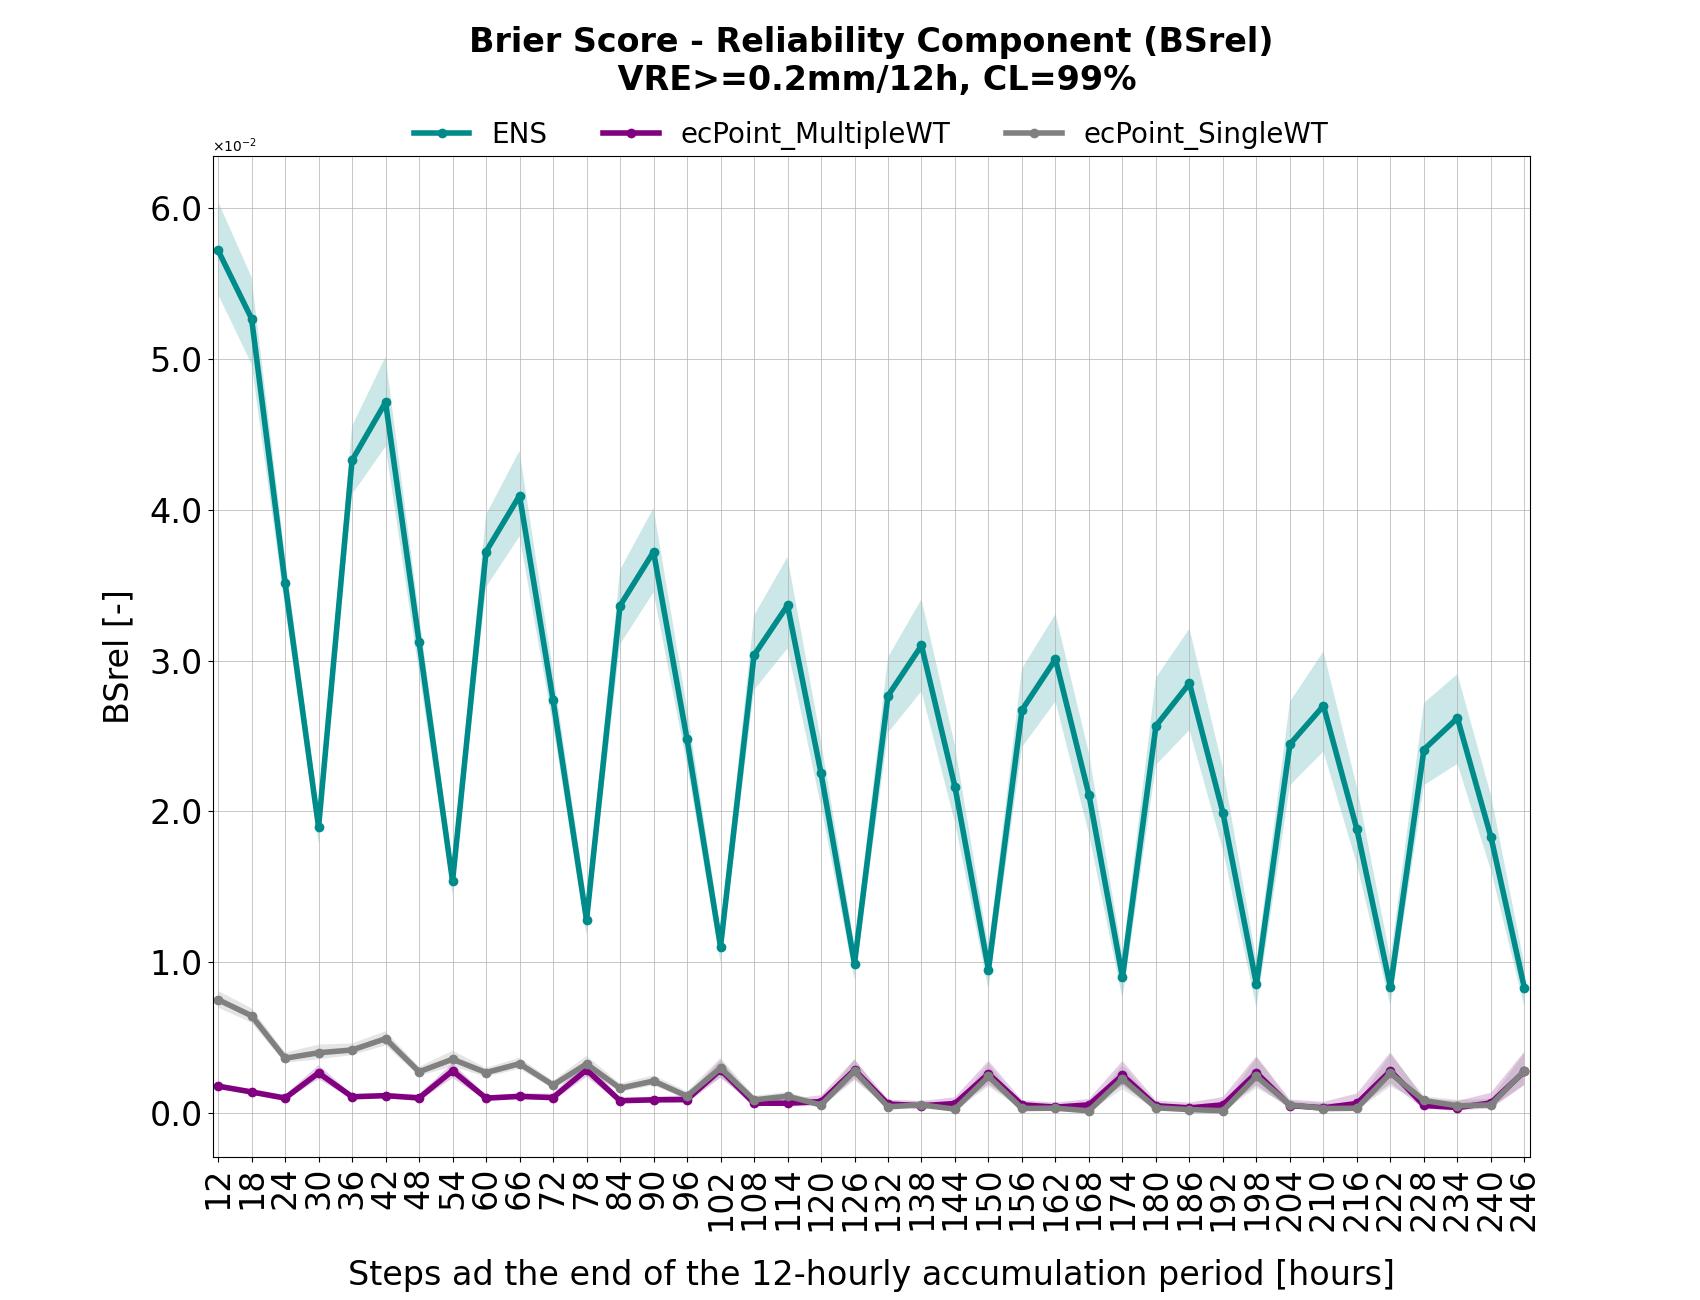 Brier Score - Reliability Component (BSrel)
VRE>=0.2mm/12h, CL=99%
ENS ecPoint_MultipleWT ecPoint_SingleWT
×10⁻²
6.0
5.0
4.0
3.0
2.0
1.0
0.0
BSrel [-]
12 18 24 30 36 42 48 54 60 66 72 78 84 90 96 102 108 114 120 126 132 138 144 150 156 162 168 174 180 186 192 198 204 210 216 222 228 234 240 246
Steps ad the end of the 12-hourly accumulation period [hours]